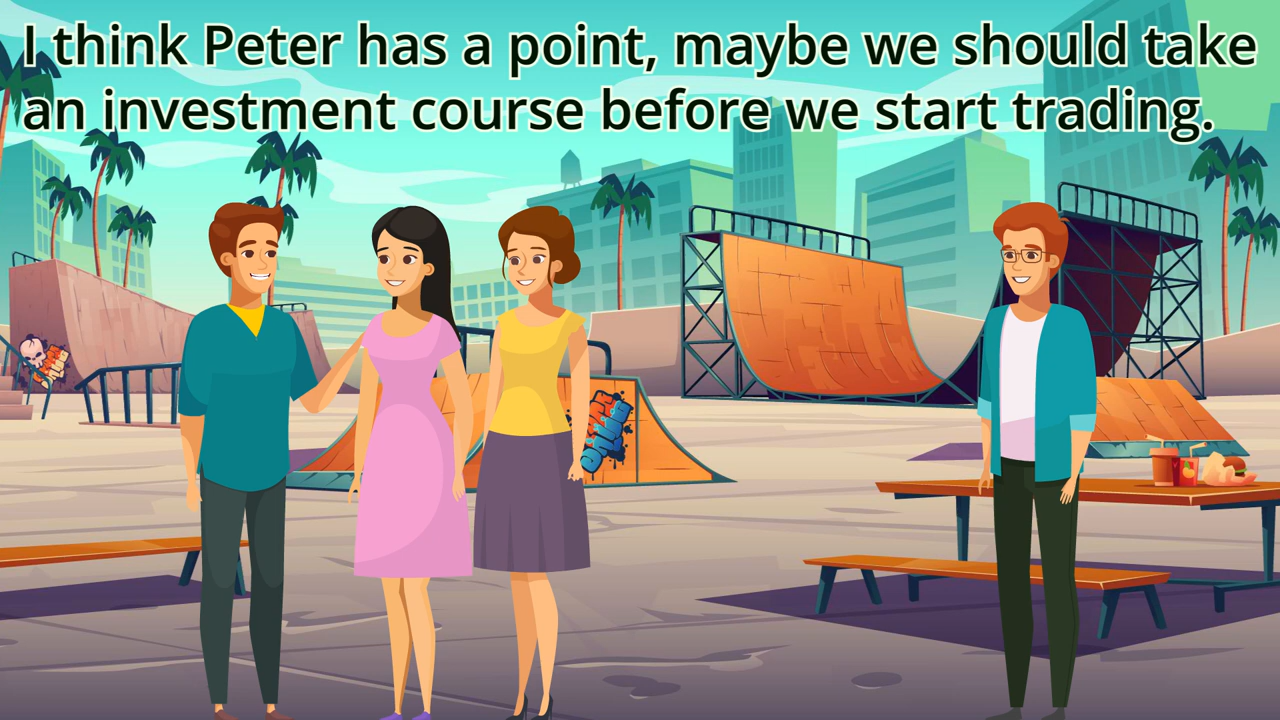 I think Peter has a point, maybe we should take
an investment course before we start trading.